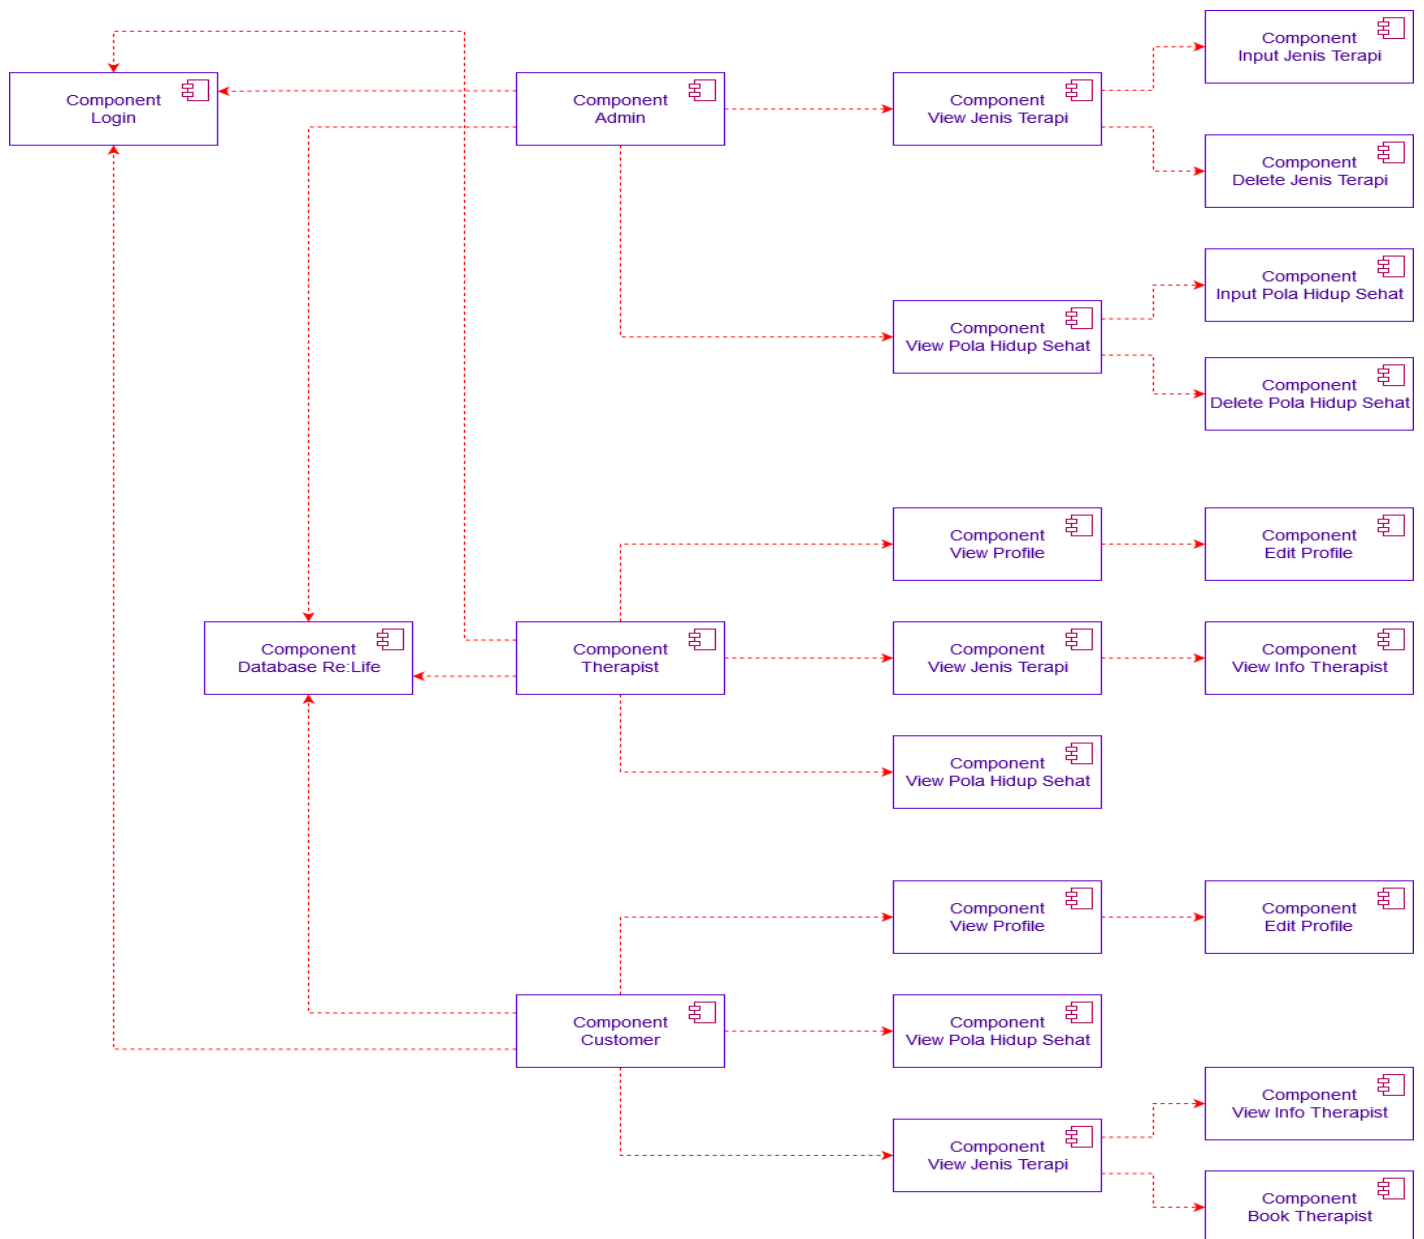 Component
Input Jenis Terapi
Component
Login
Component
Admin
Component
View Jenis Terapi
Component
Delete Jenis Terapi
Component
Input Pola Hidup Sehat
Component
View Pola Hidup Sehat
Component
Delete Pola Hidup Sehat
Component
View Profile
Component
Edit Profile
Component
Database Re:Life
Component
Therapist
Component
View Jenis Terapi
Component
View Info Therapist
Component
View Pola Hidup Sehat
Component
View Profile
Component
Edit Profile
Component
Customer
Component
View Pola Hidup Sehat
Component
View Info Therapist
Component
View Jenis Terapi
Component
Book Therapist